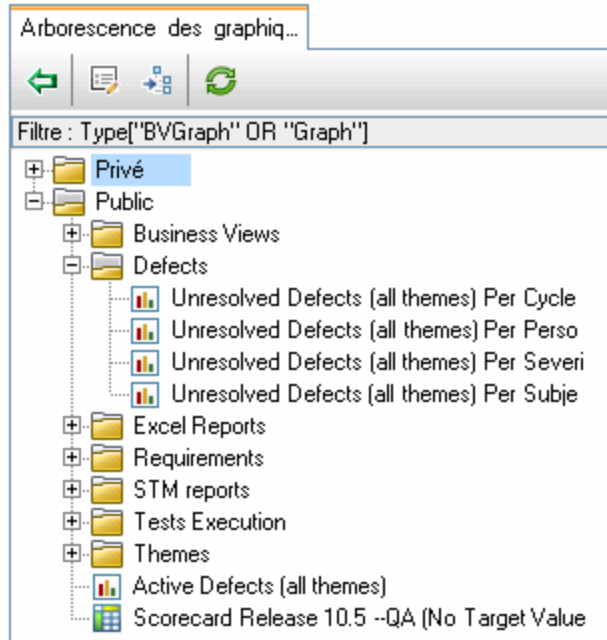 Arborescence des graphiq...
Filtre : Type["BVGraph" OR "Graph"]
Privé
Public
Business Views
Defects
Unresolved Defects (all themes) Per Cycle
Unresolved Defects (all themes) Per Perso
Unresolved Defects (all themes) Per Severi
Unresolved Defects (all themes) Per Subje
Excel Reports
Requirements
STM reports
Tests Execution
Themes
Active Defects (all themes)
Scorecard Release 10.5 --QA (No Target Value